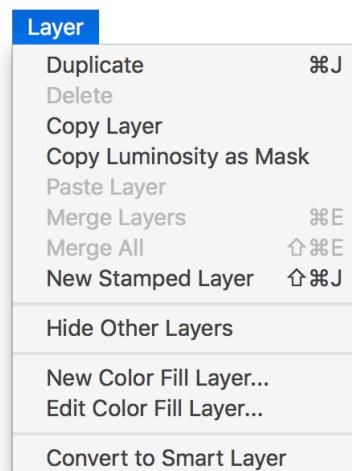 Layer
Duplicate ⌘J
Delete
Copy Layer
Copy Luminosity as Mask
Paste Layer
Merge Layers ⌘E
Merge All ⇧⌘E
New Stamped Layer ⇧⌘J
Hide Other Layers
New Color Fill Layer...
Edit Color Fill Layer...
Convert to Smart Layer